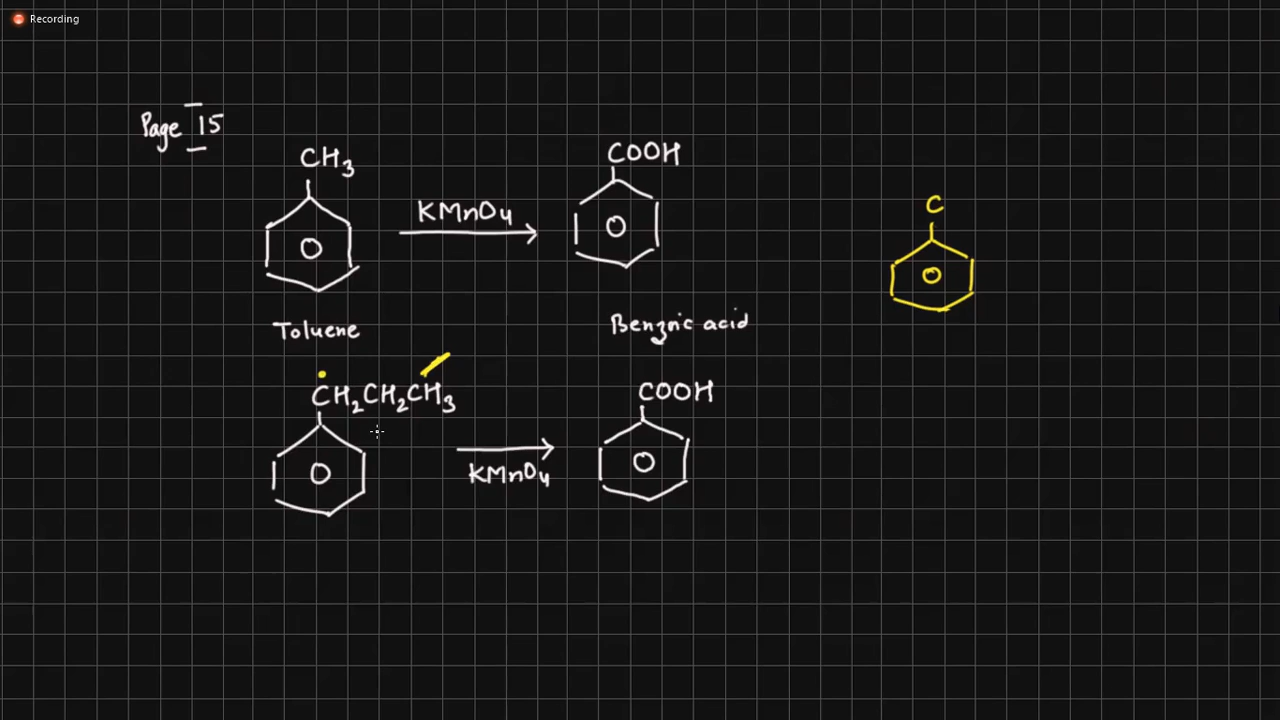 Recording
Page 15
CH3
KMnO4
COOH
C
Toluene
Benzoic acid
CH2CH2CH3
KMnO4
COOH